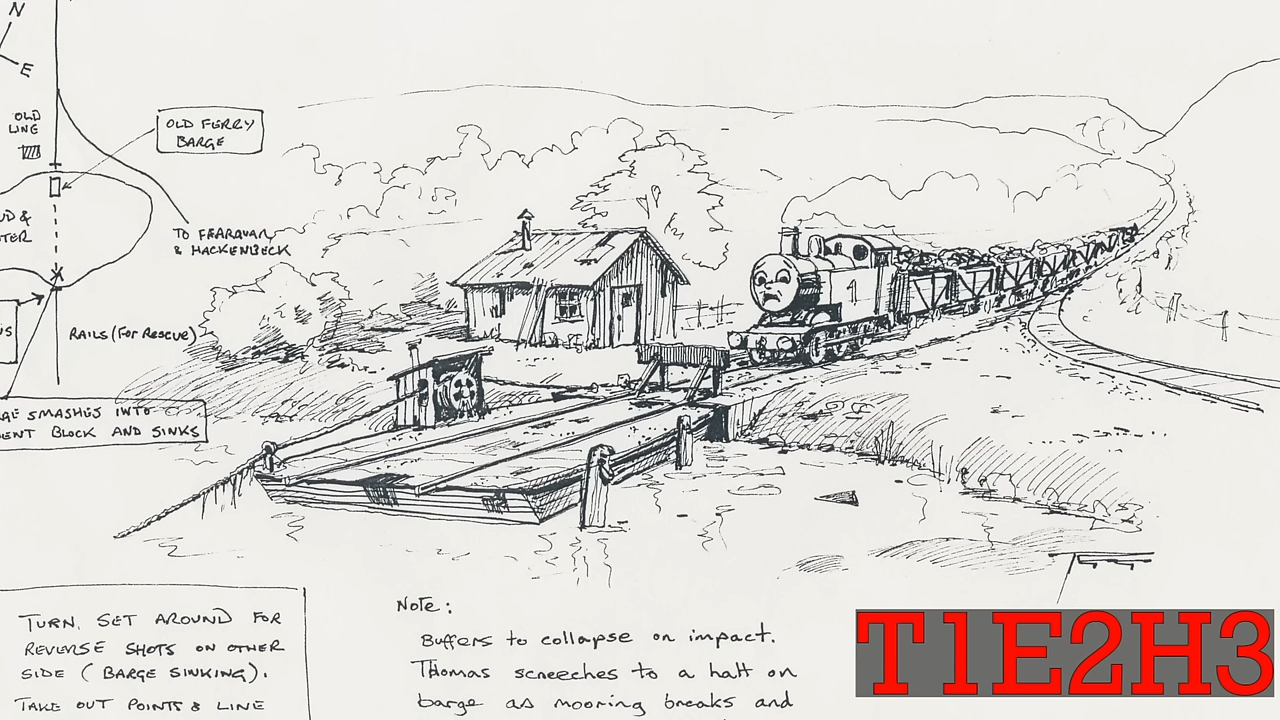 N
E
OLD
LINE
OLD FERRY
BARGE
TO FEARAVAR
& HACKENBECK
RAILS (FOR RESCUE)
SMASHES INTO
BLOCK AND SINKS
1
TURN. SET AROUND FOR
REVERSE SHOTS ON OTHER
SIDE ( BARGE SINKING).
TAKE OUT POINTS & LINE
Note:
Buffers to collapse on impact.
Thomas screeches to a halt on
barge as mooring breaks and
T1E2H3